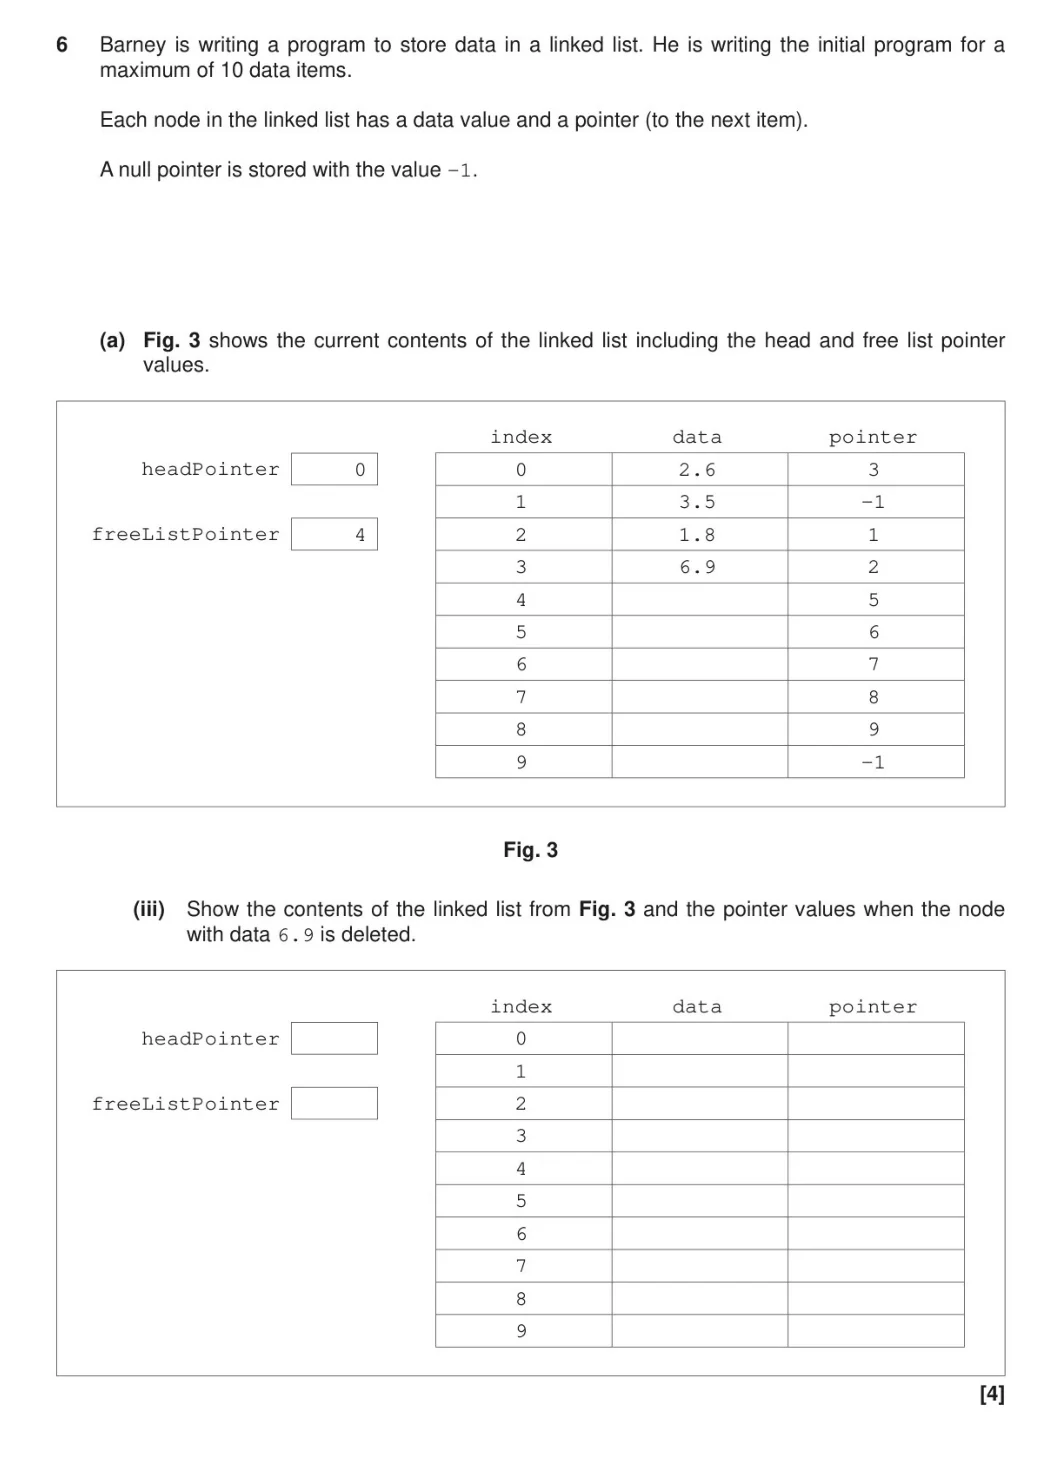 6 Barney is writing a program to store data in a linked list. He is writing the initial program for a
maximum of 10 data items.
Each node in the linked list has a data value and a pointer (to the next item).
A null pointer is stored with the value –1.
(a) Fig. 3 shows the current contents of the linked list including the head and free list pointer
values.
index data pointer
headPointer 0
freeListPointer 4
0 2.6 3
1 3.5 –1
2 1.8 1
3 6.9 2
4 5
5 6
6 7
7 8
8 9
9 –1
Fig. 3
(iii) Show the contents of the linked list from Fig. 3 and the pointer values when the node
with data 6.9 is deleted.
index data pointer
headPointer
freeListPointer
0
1
2
3
4
5
6
7
8
9
[4]